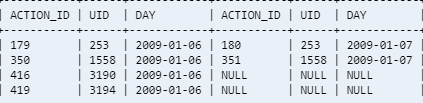 | ACTION_ID | UID | DAY | ACTION_ID | UID | DAY
| 179 | 253 | 2009-01-06 | 180 | 253 | 2009-01-07
| 350 | 1558 | 2009-01-06 | 351 | 1558 | 2009-01-07
| 416 | 3190 | 2009-01-06 | NULL | NULL | NULL
| 419 | 3194 | 2009-01-06 | NULL | NULL | NULL